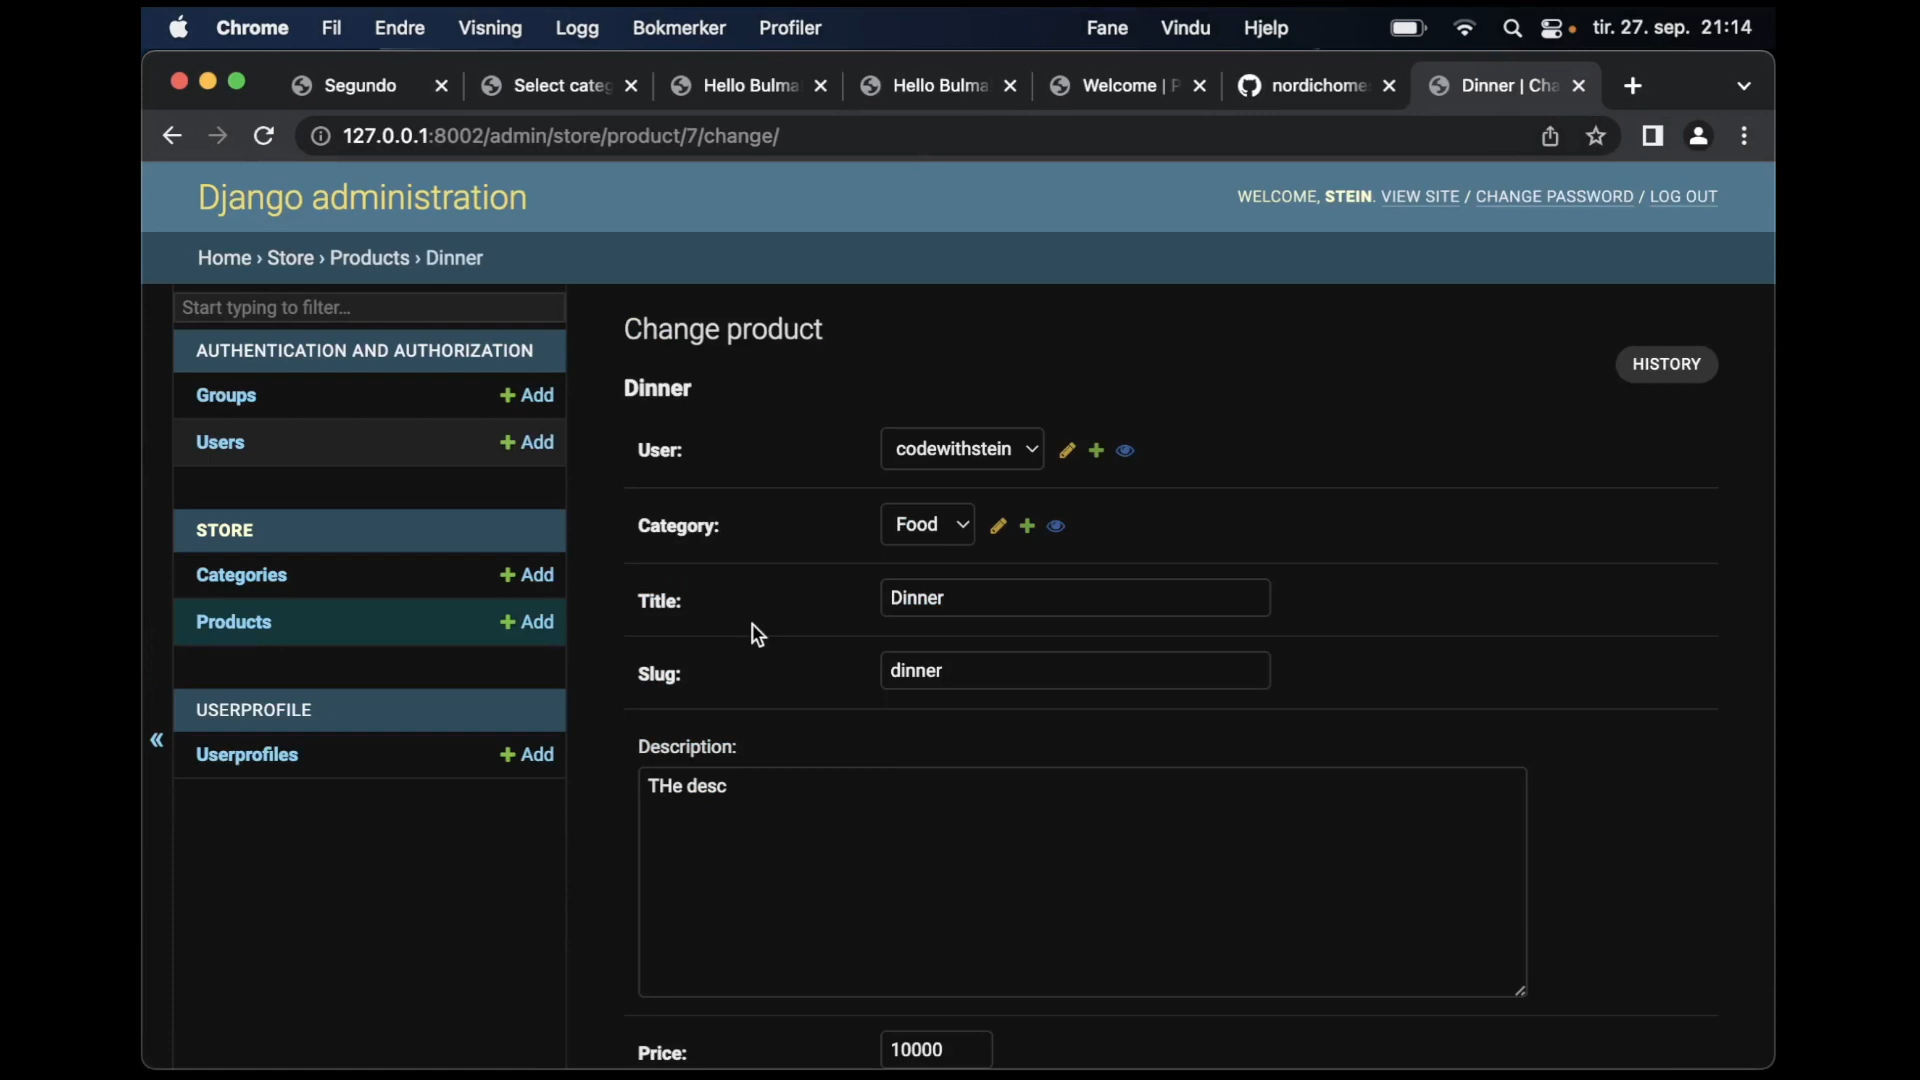 Chrome Fil Endre Visning Logg Bokmerker Profiler Fane Vindu Hjelp tir. 27. sep. 21:14
Segundo Select categ Hello Bulma Hello Bulma Welcome | P nordichome Dinner | Cha
127.0.0.1:8002/admin/store/product/7/change/
Django administration
WELCOME, STEIN. VIEW SITE / CHANGE PASSWORD / LOG OUT
Home › Store › Products › Dinner
Start typing to filter...
AUTHENTICATION AND AUTHORIZATION
Groups + Add
Users + Add
STORE
Categories + Add
Products + Add
USERPROFILE
Userprofiles + Add
«
Change product
HISTORY
Dinner
User: codewithstein
Category: Food
Title: Dinner
Slug: dinner
Description:
THe desc
Price: 10000